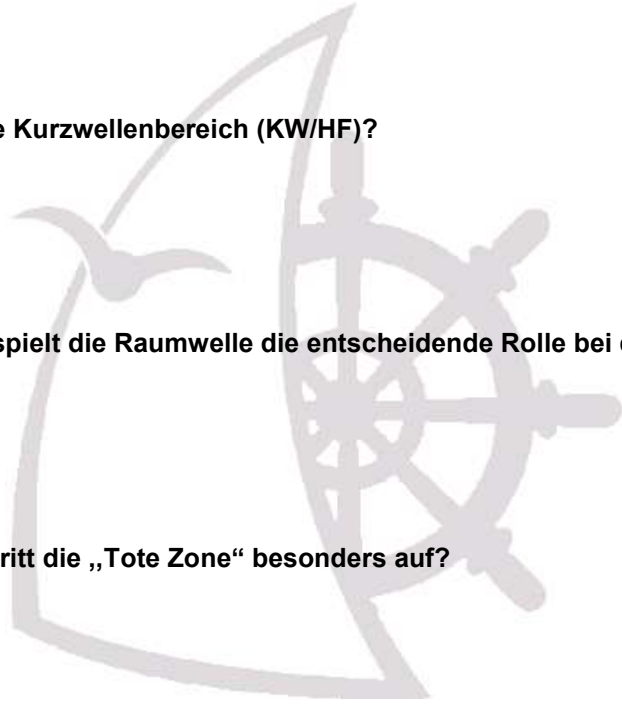 e Kurzwellenbereich (KW/HF)?
spielt die Raumwelle die entscheidende Rolle bei
ritt die ,,Tote Zone“ besonders auf?